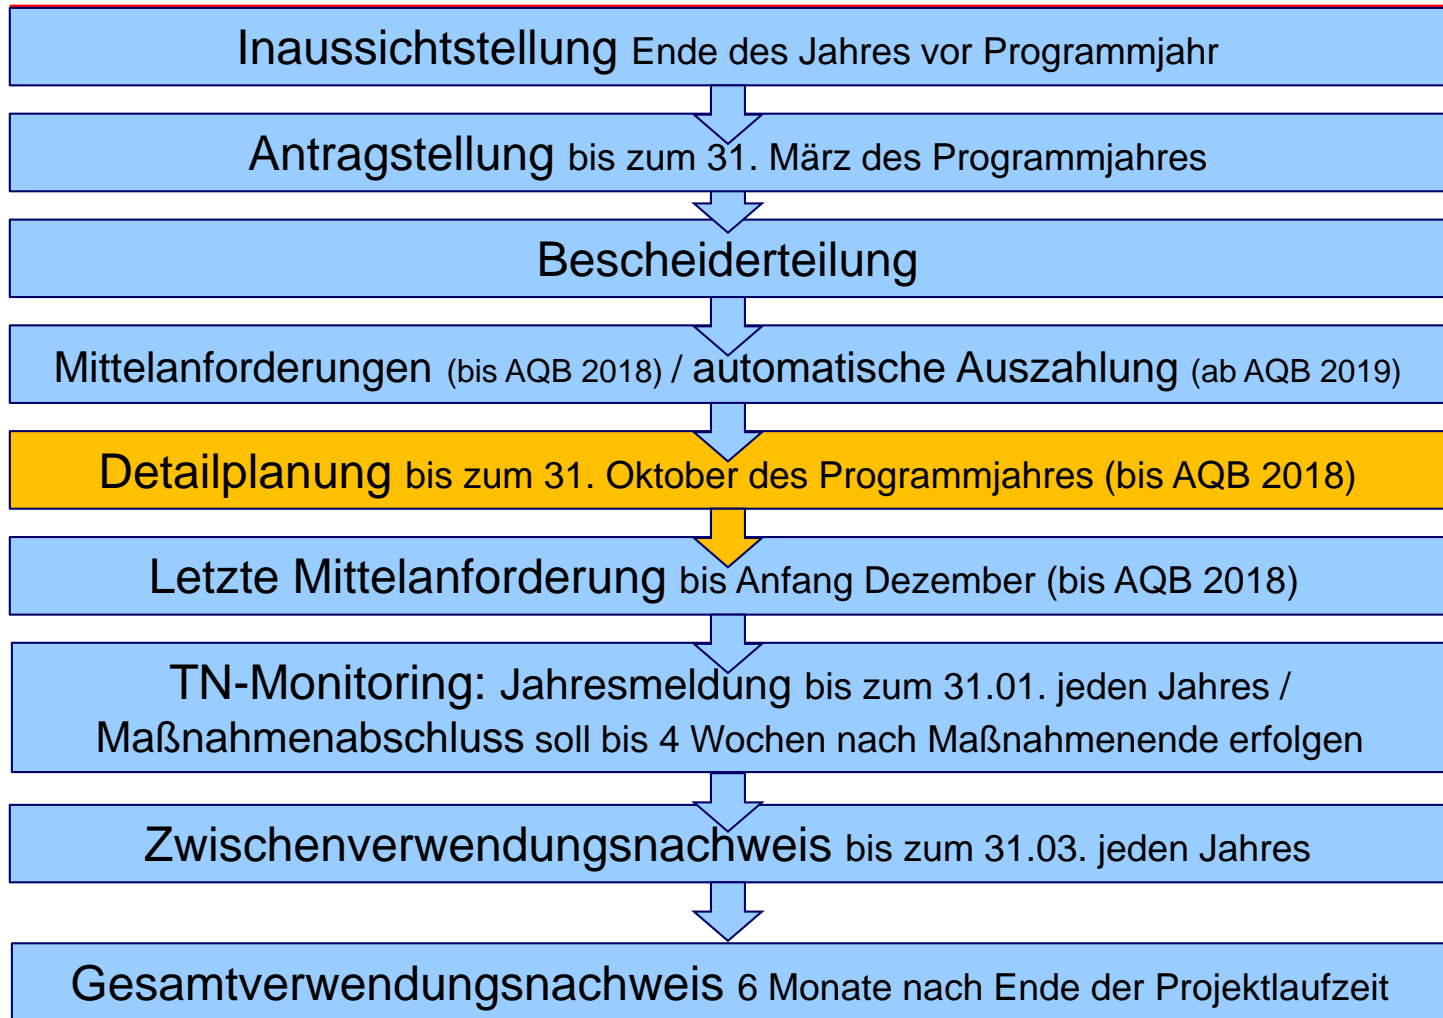 Inaussichtstellung Ende des Jahres vor Programmjahr
Antragstellung bis zum 31. März des Programmjahres
Bescheiderteilung
Mittelanforderungen (bis AQB 2018) / automatische Auszahlung (ab AQB 2019)
Detailplanung bis zum 31. Oktober des Programmjahres (bis AQB 2018)
Letzte Mittelanforderung bis Anfang Dezember (bis AQB 2018)
TN-Monitoring: Jahresmeldung bis zum 31.01. jeden Jahres /
Maßnahmenabschluss soll bis 4 Wochen nach Maßnahmenende erfolgen
Zwischenverwendungsnachweis bis zum 31.03. jeden Jahres
Gesamtverwendungsnachweis 6 Monate nach Ende der Projektlaufzeit